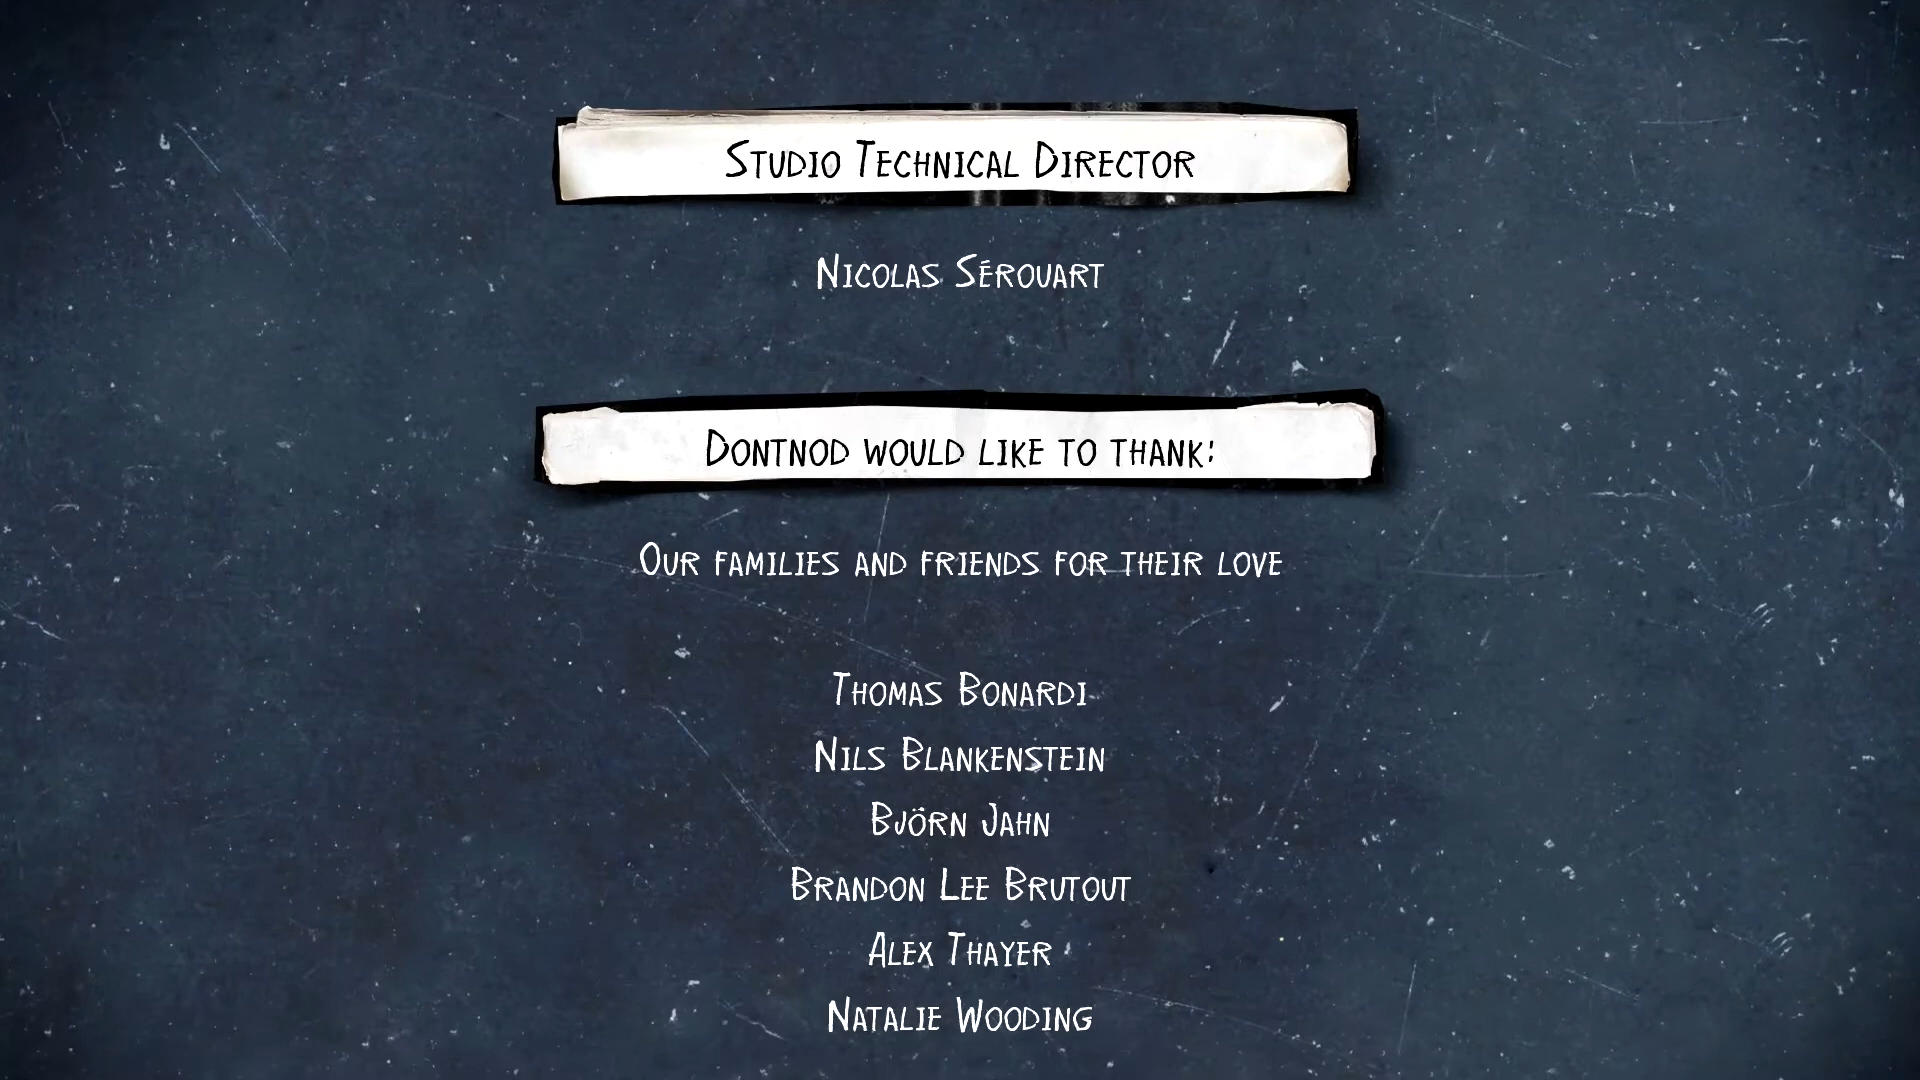 Studio Technical Director
Nicolas Sérouart
Dontnod would like to thank:
Our families and friends for their love
Thomas Bonardi
Nils Blankenstein
Björn Jahn
Brandon Lee Brutout
Alex Thayer
Natalie Wooding